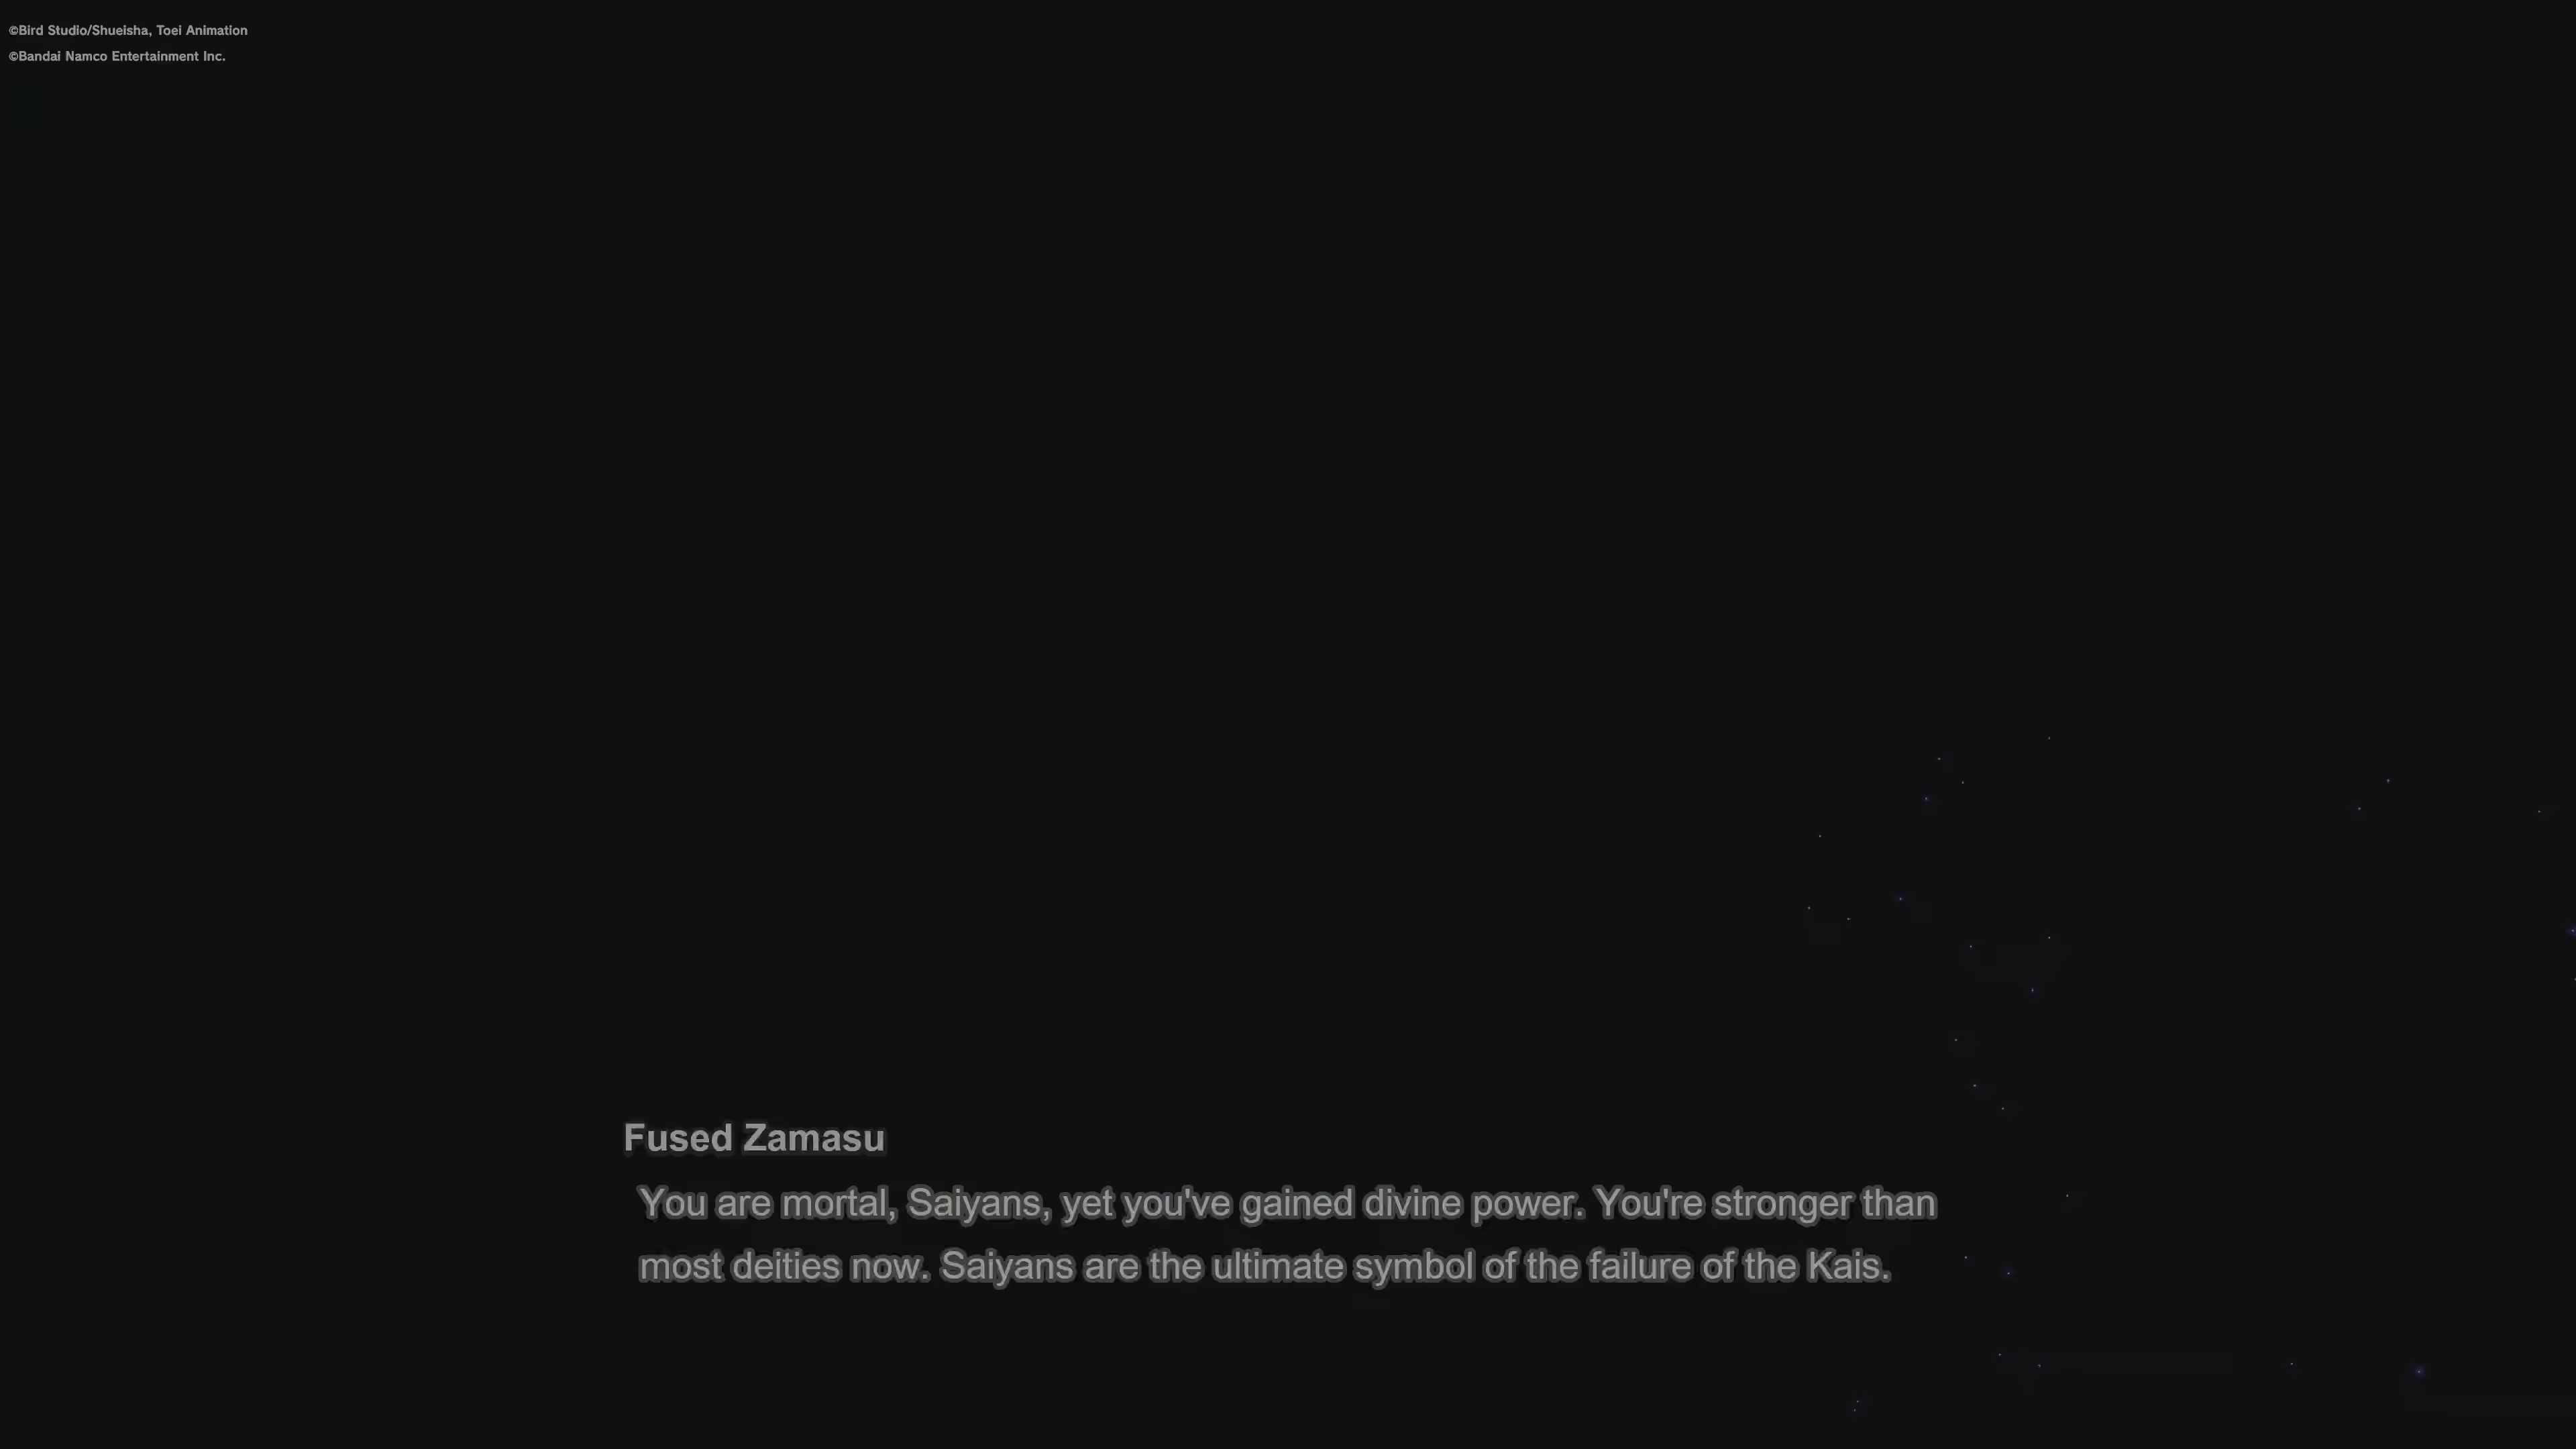 ©Bird Studio/Shueisha, Toei Animation
©Bandai Namco Entertainment Inc.
Fused Zamasu
You are mortal, Saiyans, yet you've gained divine power. You're stronger than
most deities now. Saiyans are the ultimate symbol of the failure of the Kais.